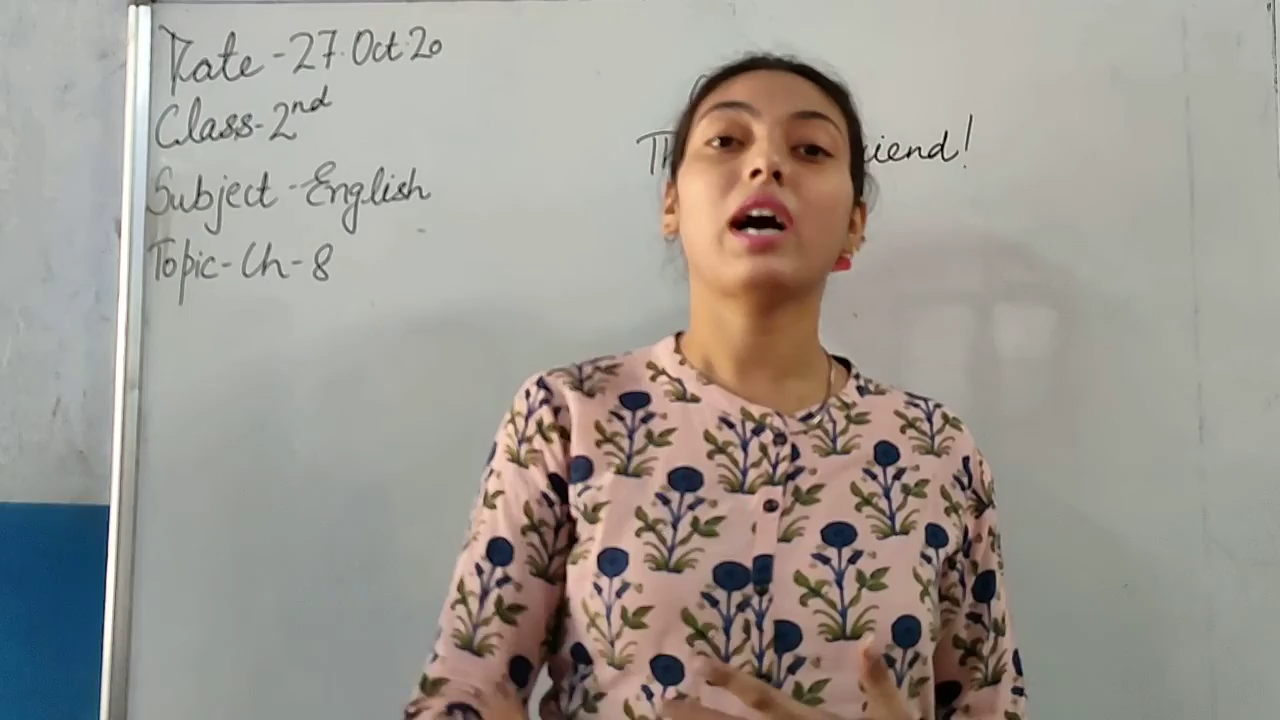 Date - 27 Oct 20
Class - 2nd
Subject - English
Topic - Ch - 8